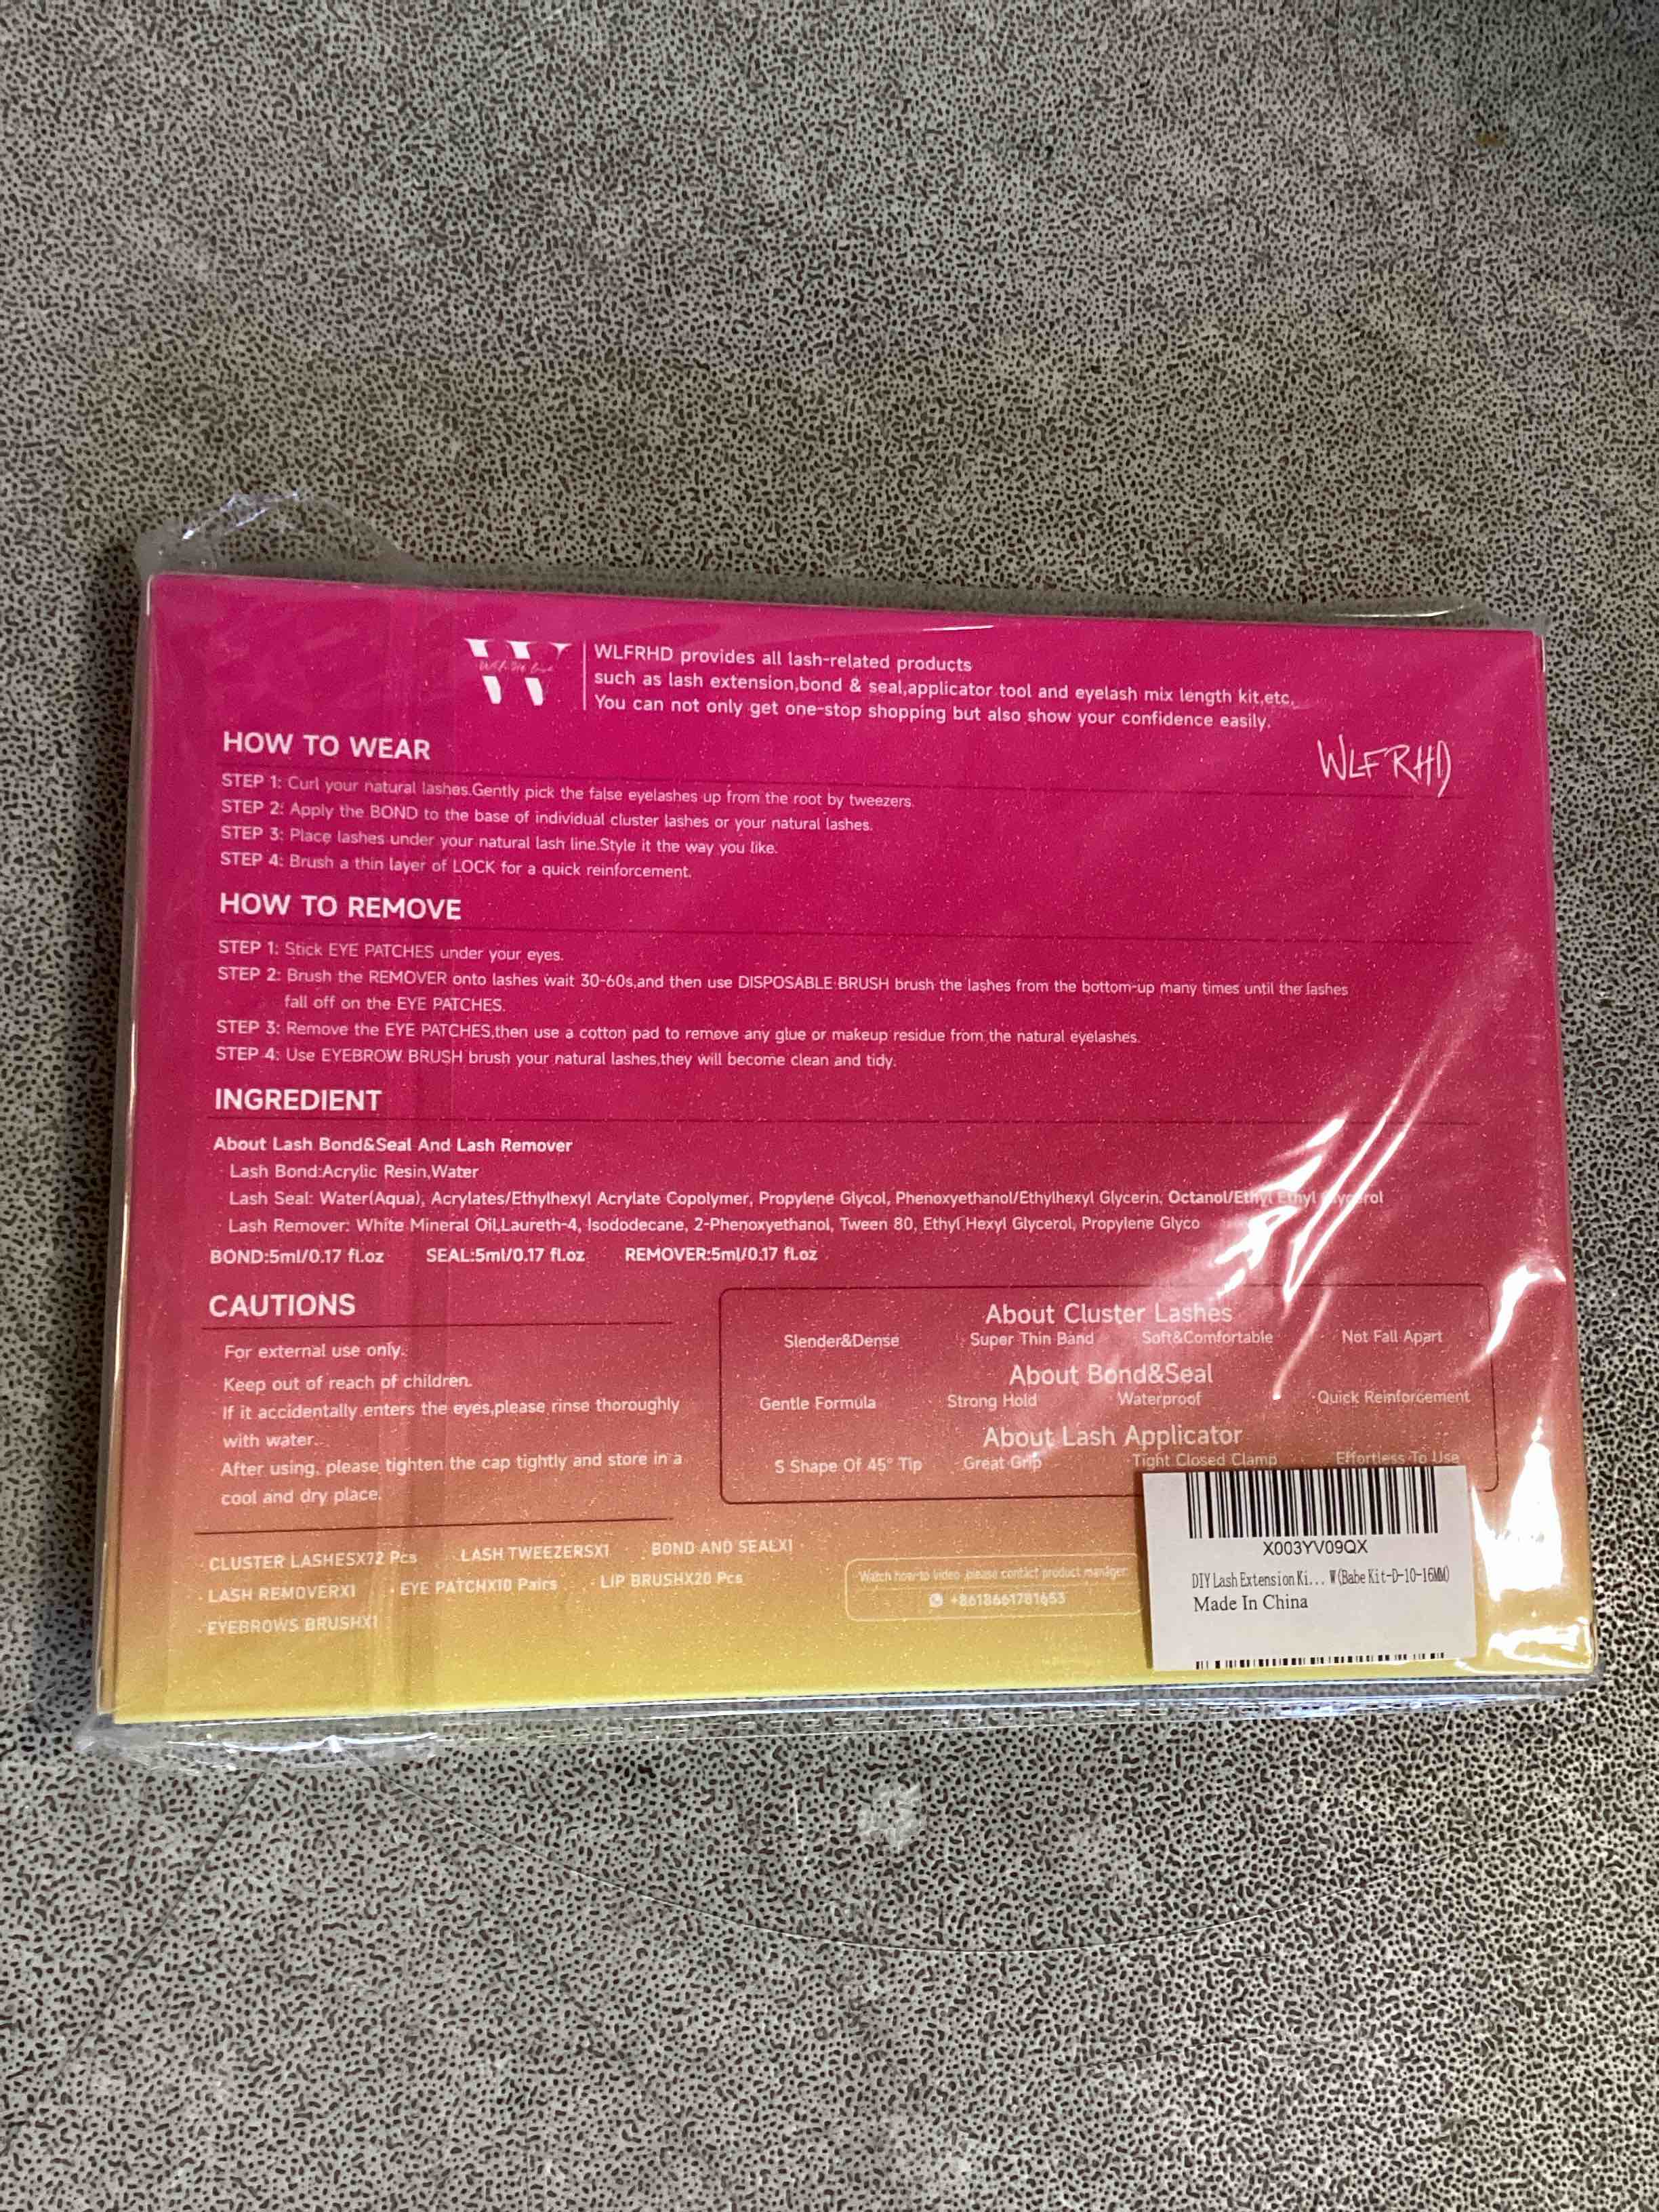 WLFRHD provides all lash-related products
such as lash extension,bond & seal,applicator tool and eyelash mix length kit,etc.
You can not only get one-stop shopping but also show your confidence easily.
W
WLFRHD
HOW TO WEAR
STEP 1: Curl your natural lashes.Gently pick the false eyelashes up from the root by tweezers.
STEP 2: Apply the BOND to the base of individual cluster lashes or your natural lashes.
STEP 3: Place lashes under your natural lash line.Style it the way you like.
STEP 4: Brush a thin layer of LOCK for a quick reinforcement.
HOW TO REMOVE
STEP 1: Stick EYE PATCHES under your eyes.
STEP 2: Brush the REMOVER onto lashes wait 30-60s,and then use DISPOSABLE BRUSH brush the lashes from the bottom-up many times until the lashes
fall off on the EYE PATCHES.
STEP 3: Remove the EYE PATCHES,then use a cotton pad to remove any glue or makeup residue from the natural eyelashes.
STEP 4: Use EYEBROW BRUSH brush your natural lashes,they will become clean and tidy.
INGREDIENT
About Lash Bond&Seal And Lash Remover
Lash Bond:Acrylic Resin,Water
Lash Seal: Water(Aqua), Acrylates/Ethylhexyl Acrylate Copolymer, Propylene Glycol, Phenoxyethanol/Ethylhexyl Glycerin, Octanol/Ethyl Ethyl
Lash Remover: White Mineral Oil,Laureth-4, Isododecane, 2-Phenoxyethanol, Tween 80, Ethyl Hexyl Glycerol, Propylene Glyco
BOND:5ml/0.17 fl.oz SEAL:5ml/0.17 fl.oz REMOVER:5ml/0.17 fl.oz
CAUTIONS
For external use only.
Keep out of reach of children.
If it accidentally enters the eyes,please rinse thoroughly
with water.
After using, please tighten the cap tightly and store in a
cool and dry place.
About Cluster Lashes
Slender&Dense Super Thin Band Soft&Comfortable Not Fall Apart
About Bond&Seal
Gentle Formula Strong Hold Waterproof Quick Reinforcement
About Lash Applicator
S Shape Of 45° Tip Great Grip Tight Closed Clamp Effortless To Use
CLUSTER LASHESX72 Pcs LASH TWEEZERSX1 BOND AND SEALX1
LASH REMOVERX1 EYE PATCHX10 Pairs LIP BRUSHX20 Pcs
EYEBROWS BRUSHX1
Watch how-to video ,please contact product manager
+8618661781653
X003YV09QX
DIY Lash Extension Ki... W(Babe Kit-D-10-16MM)
Made In China